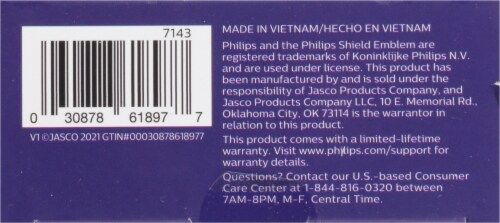 7143
0 30878 61897 7
V1 ©JASCO 2021 GTIN#00030878618977
MADE IN VIETNAM/HECHO EN VIETNAM
Philips and the Philips Shield Emblem are
registered trademarks of Koninklijke Philips N.V.
and are used under license. This product has
been manufactured by and is sold under the
responsibility of Jasco Products Company, and
Jasco Products Company LLC, 10 E. Memorial Rd.,
Oklahoma City, OK 73114 is the warrantor in
relation to this product.
This product comes with a limited-lifetime
warranty. Visit www.philips.com/support for
warranty details.
Questions? Contact our U.S.-based Consumer
Care Center at 1-844-816-0320 between
7AM-8PM, M-F, Central Time.